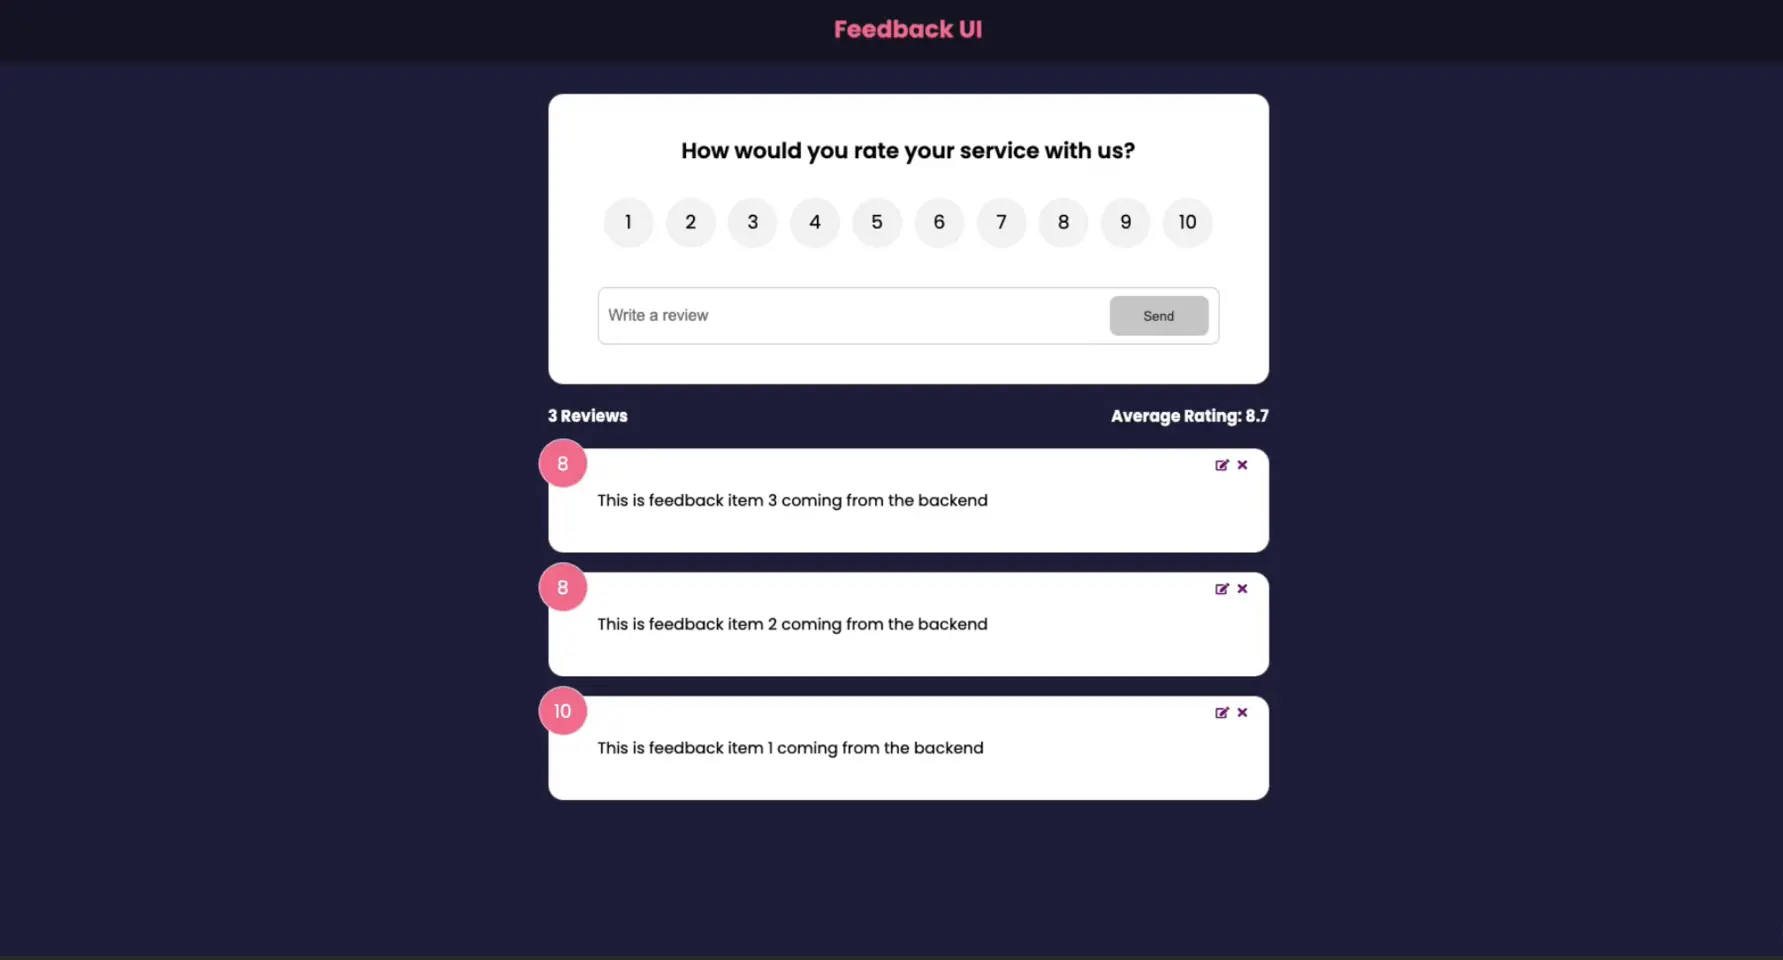 Feedback UI
How would you rate your service with us?
1 2 3 4 5 6 7 8 9 10
Write a review Send
3 Reviews Average Rating: 8.7
8
This is feedback item 3 coming from the backend
8
This is feedback item 2 coming from the backend
10
This is feedback item 1 coming from the backend